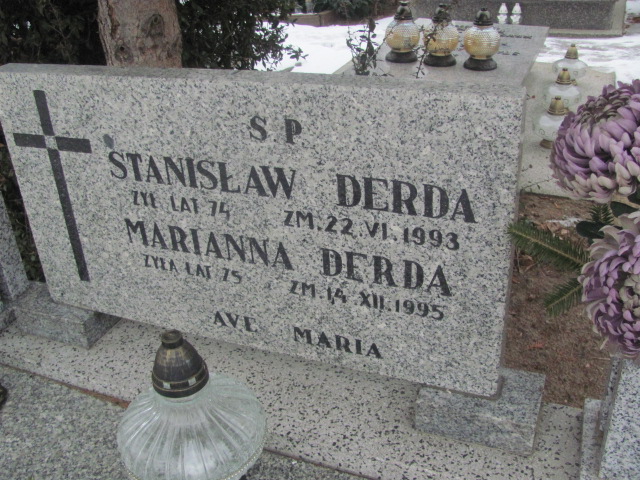 S P
STANISŁAW DERDA
ŻYŁ LAT 74 ZM. 22.VI.1993
MARIANNA DERDA
ŻYŁA LAT 75 ZM. 14 XII.1995
AVE MARIA